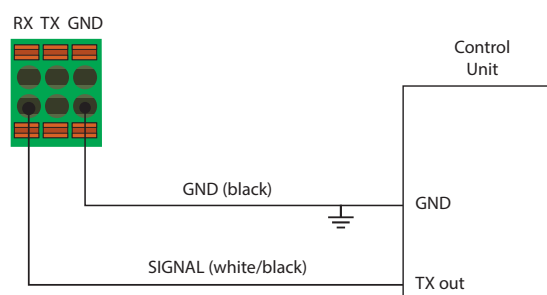 RX TX GND
Control
Unit
GND (black)
GND
SIGNAL (white/black)
TX out